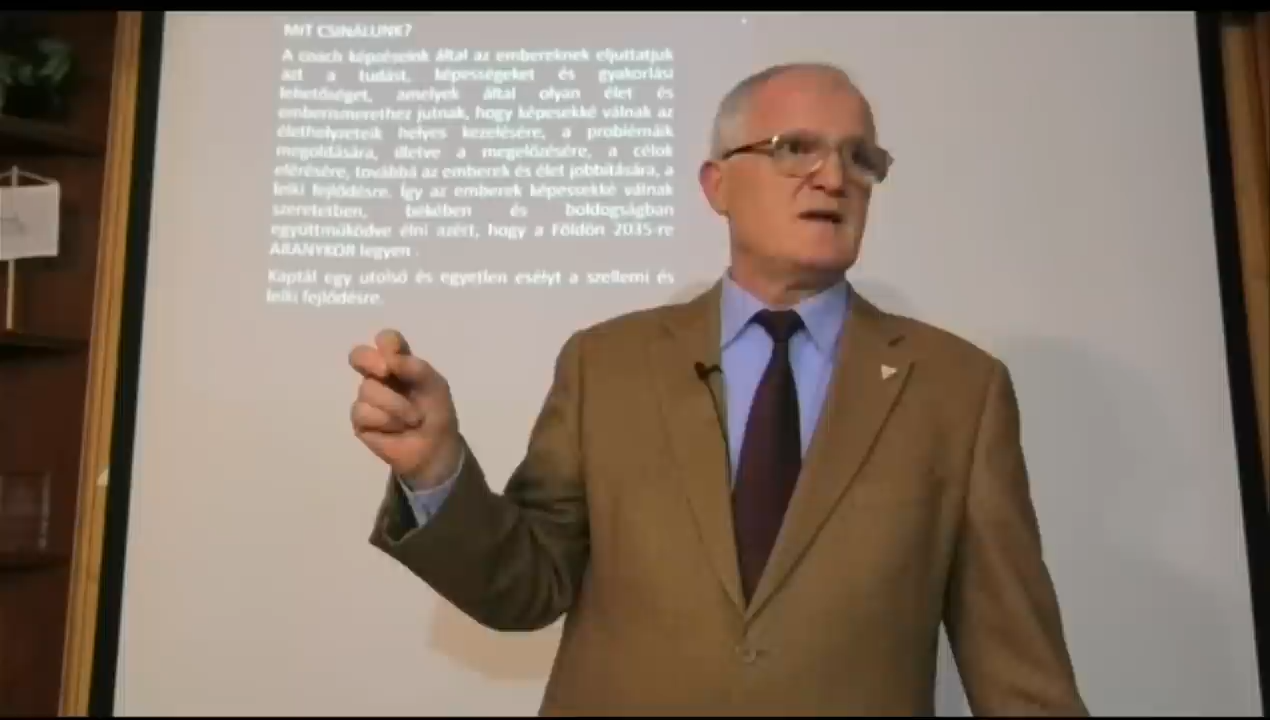 MIT CSINÁLUNK?
A coach képzéseink által az embereknek eljuttatjuk
azt a tudást, képességeket és gyakorlási
lehetőséget, amelyek által olyan élet és
emberismerethez jutnak, hogy képesekké válnak az
élethelyzeteik helyes kezelésére, a problémáik
megoldására, illetve a megelőzésére, a célok
elérésére, továbbá az emberek és élet jobbítására, a
lelki fejlődésre. Így az emberek képessekké válnak
szeretetben, békében és boldogságban
együttműködve élni azért, hogy a Földön 2035-re
ARANYKOR legyen .
Kaptál egy utolsó és egyetlen esélyt a szellemi és
lelki fejlődésre.